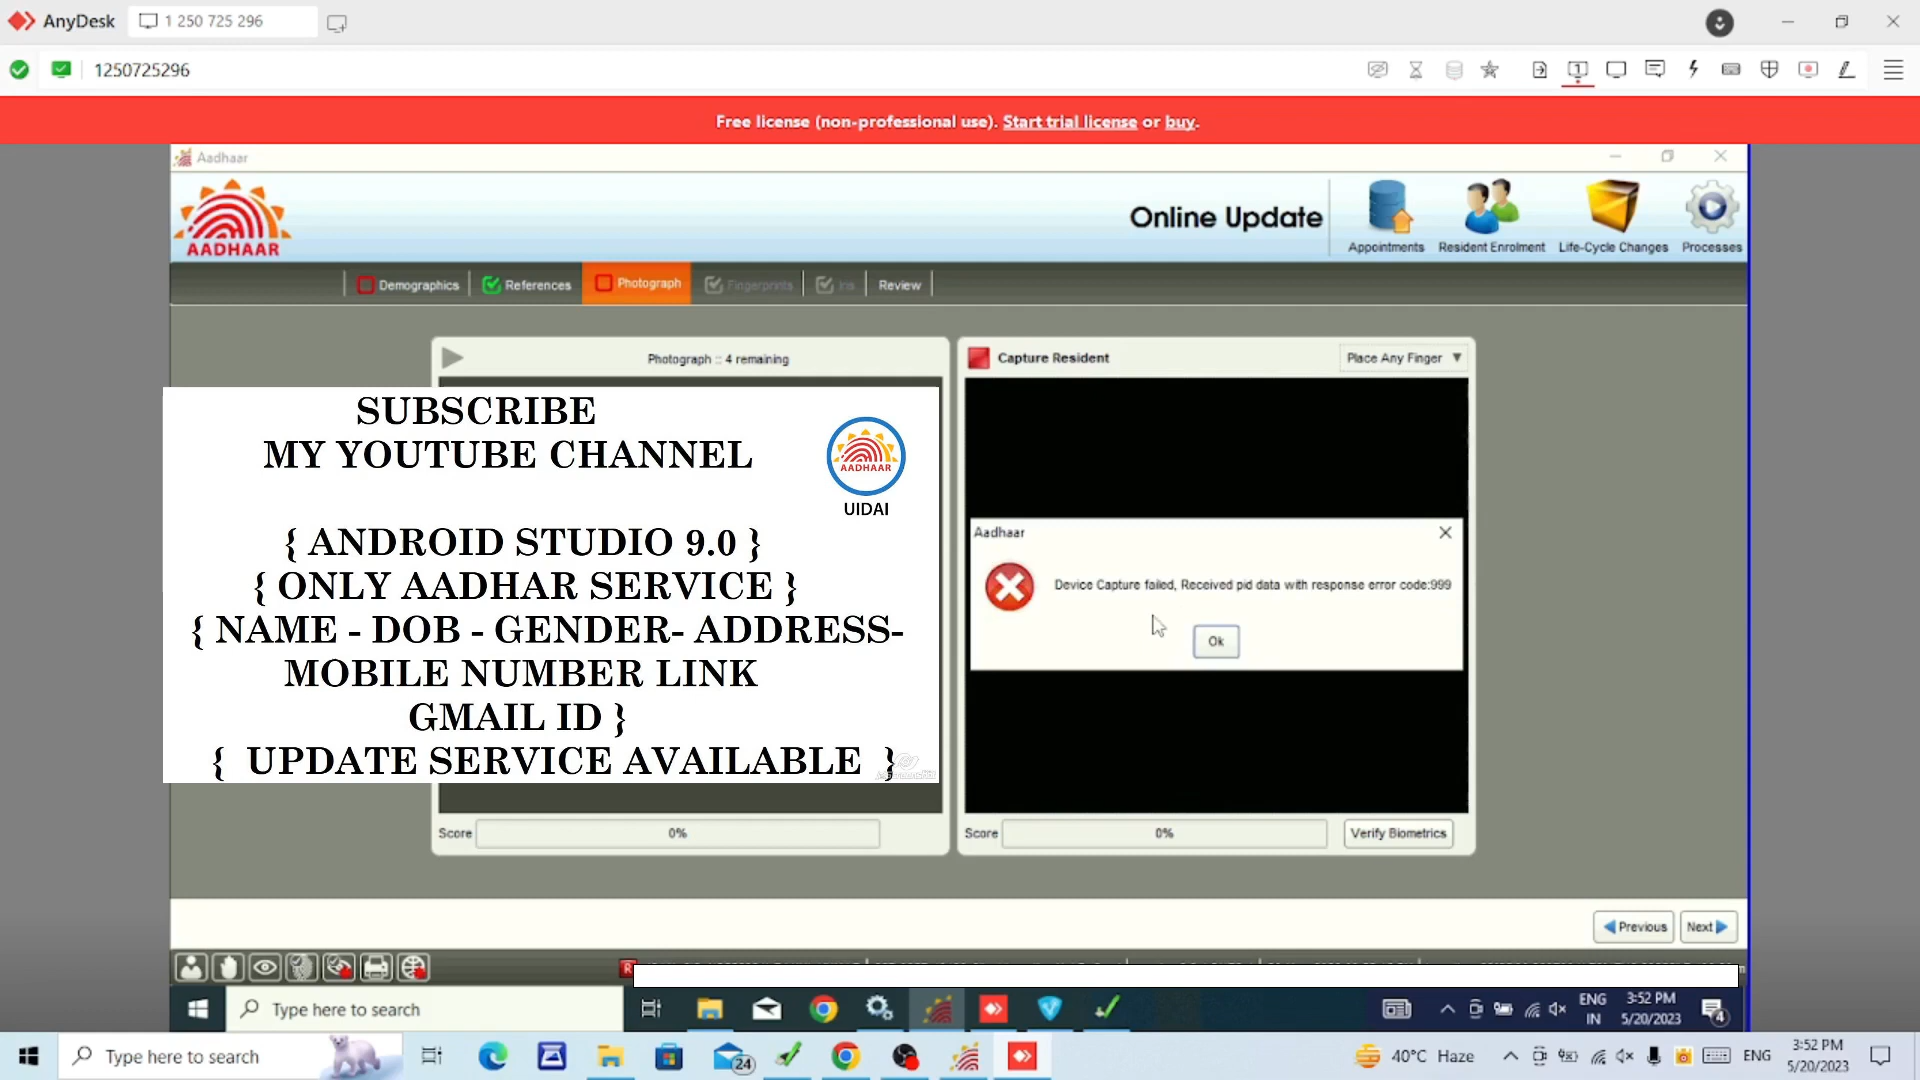 AnyDesk
1 250 725 296
1250725296
Free license (non-professional use). Start trial license or buy.
Aadhaar
AADHAAR
Online Update
Appointments
Resident Enrolment
Life-Cycle Changes
Processes
Demographics
References
Photograph
Fingerprints
Iris
Review
Photograph :: 4 remaining
Capture Resident
Place Any Finger
SUBSCRIBE
MY YOUTUBE CHANNEL
AADHAAR
UIDAI
{ ANDROID STUDIO 9.0 }
{ ONLY AADHAR SERVICE }
{ NAME - DOB - GENDER- ADDRESS-
MOBILE NUMBER LINK
GMAIL ID }
{ UPDATE SERVICE AVAILABLE }
Aadhaar
Device Capture failed, Received pid data with response error code:999
Ok
Score
0%
Score
0%
Verify Biometrics
Previous
Next
R
Type here to search
ENG
IN
3:52 PM
5/20/2023
4
Type here to search
24
40°C Haze
ENG
3:52 PM
5/20/2023